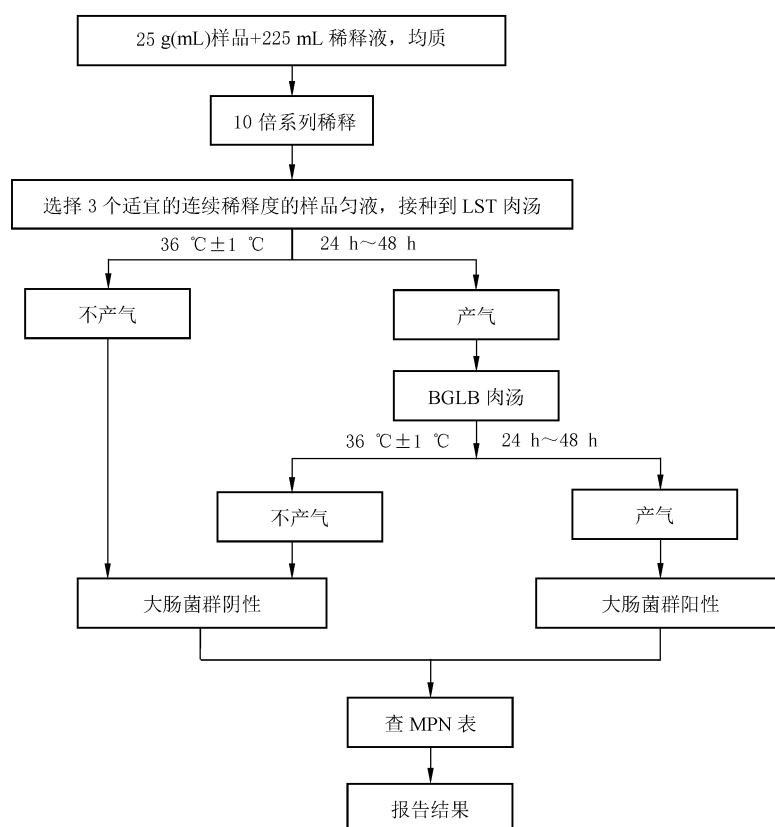 25 g(mL)样品+225 mL 稀释液，均质
10 倍系列稀释
选择 3 个适宜的连续稀释度的样品匀液，接种到 LST 肉汤
36 ℃±1 ℃ 24 h～48 h
不产气 产气
BGLB 肉汤
36 ℃±1 ℃ 24 h～48 h
不产气 产气
大肠菌群阴性 大肠菌群阳性
查 MPN 表
报告结果